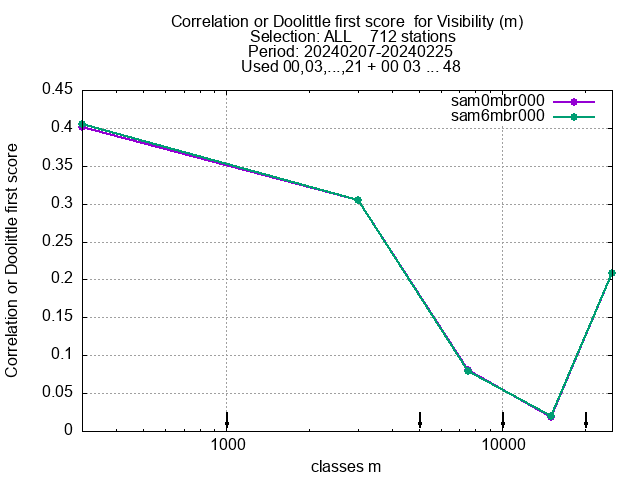 Correlation or Doolittle first score  for Visibility (m)
Selection: ALL    712 stations
Period: 20240207-20240225
Used 00,03,...,21 + 00 03 ... 48
sam0mbr000
sam6mbr000
Correlation or Doolittle first score
0.45
0.4
0.35
0.3
0.25
0.2
0.15
0.1
0.05
0
1000
10000
classes m